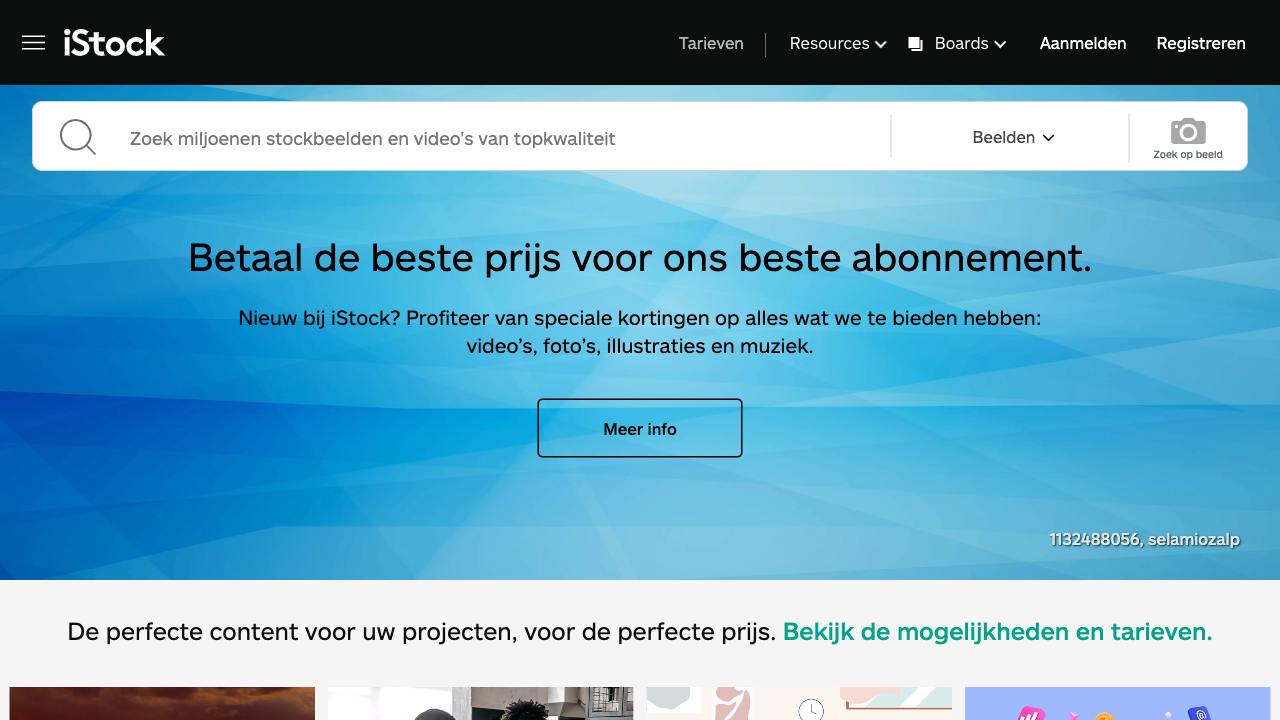 iStock
Tarieven
Resources
Boards
Aanmelden
Registreren
Zoek miljoenen stockbeelden en video's van topkwaliteit
Beelden
Zoek op beeld
Betaal de beste prijs voor ons beste abonnement.
Nieuw bij iStock? Profiteer van speciale kortingen op alles wat we te bieden hebben:
video’s, foto’s, illustraties en muziek.
Meer info
1132488056, selamiozalp
De perfecte content voor uw projecten, voor de perfecte prijs. Bekijk de mogelijkheden en tarieven.